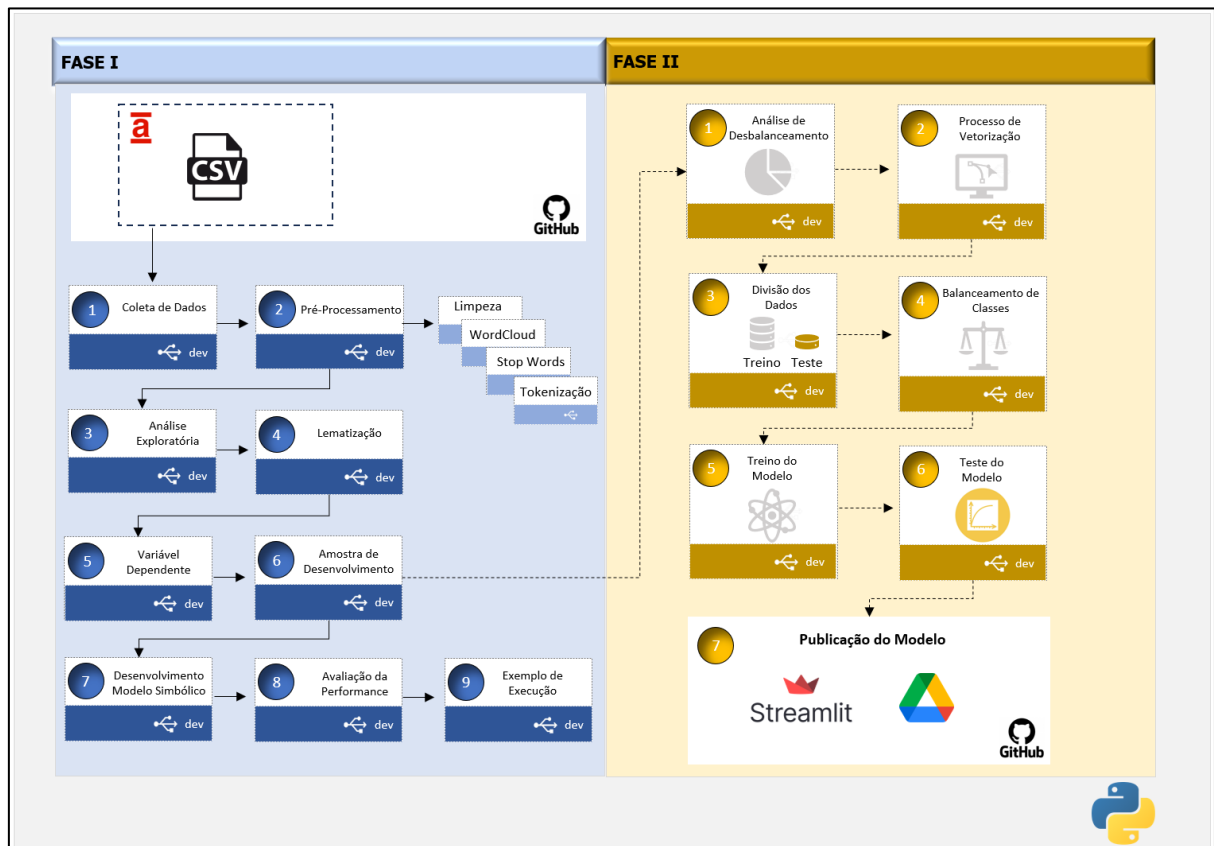 FASE I
ā
CSV
GitHub
1
Coleta de Dados
dev
2
Pré-Processamento
dev
Limpeza
WordCloud
Stop Words
Tokenização
3
Análise
Exploratória
dev
4
Lematização
dev
5
Variável
Dependente
dev
6
Amostra de
Desenvolvimento
dev
7
Desenvolvimento
Modelo Simbólico
dev
8
Avaliação da
Performance
dev
9
Exemplo de
Execução
dev
FASE II
1
Análise de
Desbalanceamento
dev
2
Processo de
Vetorização
dev
3
Divisão dos
Dados
Treino Teste
dev
4
Balanceamento de
Classes
dev
5
Treino do
Modelo
dev
6
Teste do
Modelo
dev
7
Publicação do Modelo
Streamlit
GitHub